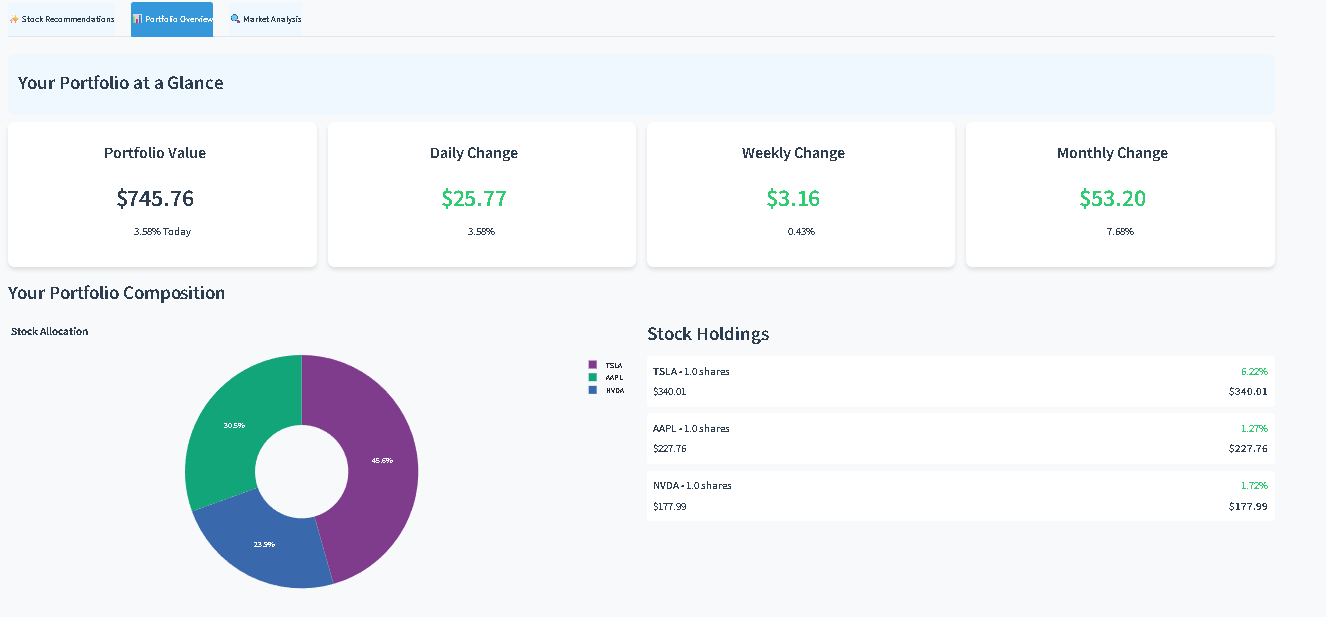 ✨ Stock Recommendations
📊 Portfolio Overview
🔍 Market Analysis
Your Portfolio at a Glance
Portfolio Value
$745.76
3.58% Today
Daily Change
$25.77
3.58%
Weekly Change
$3.16
0.43%
Monthly Change
$53.20
7.68%
Your Portfolio Composition
Stock Allocation
TSLA
AAPL
NVDA
30.5%
45.6%
23.9%
Stock Holdings
TSLA • 1.0 shares 6.22%
$340.01 $340.01
AAPL • 1.0 shares 1.27%
$227.76 $227.76
NVDA • 1.0 shares 1.72%
$177.99 $177.99